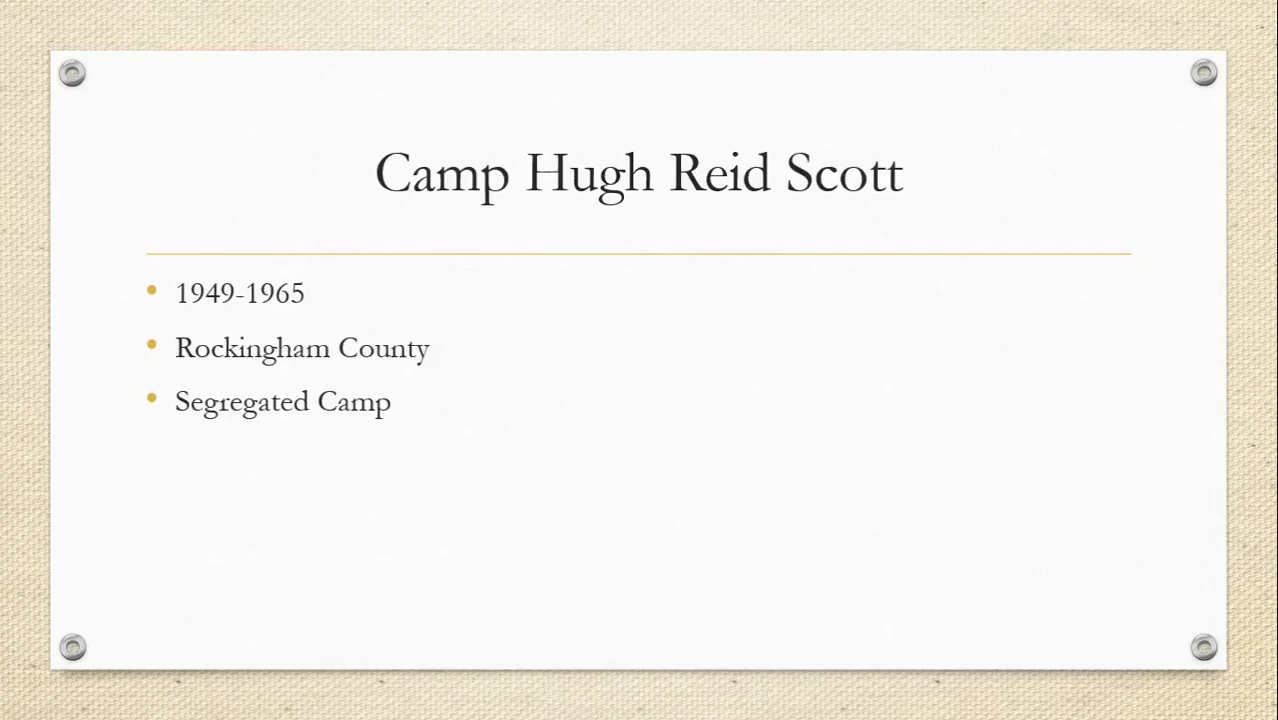 Camp Hugh Reid Scott
• 1949-1965
• Rockingham County
• Segregated Camp